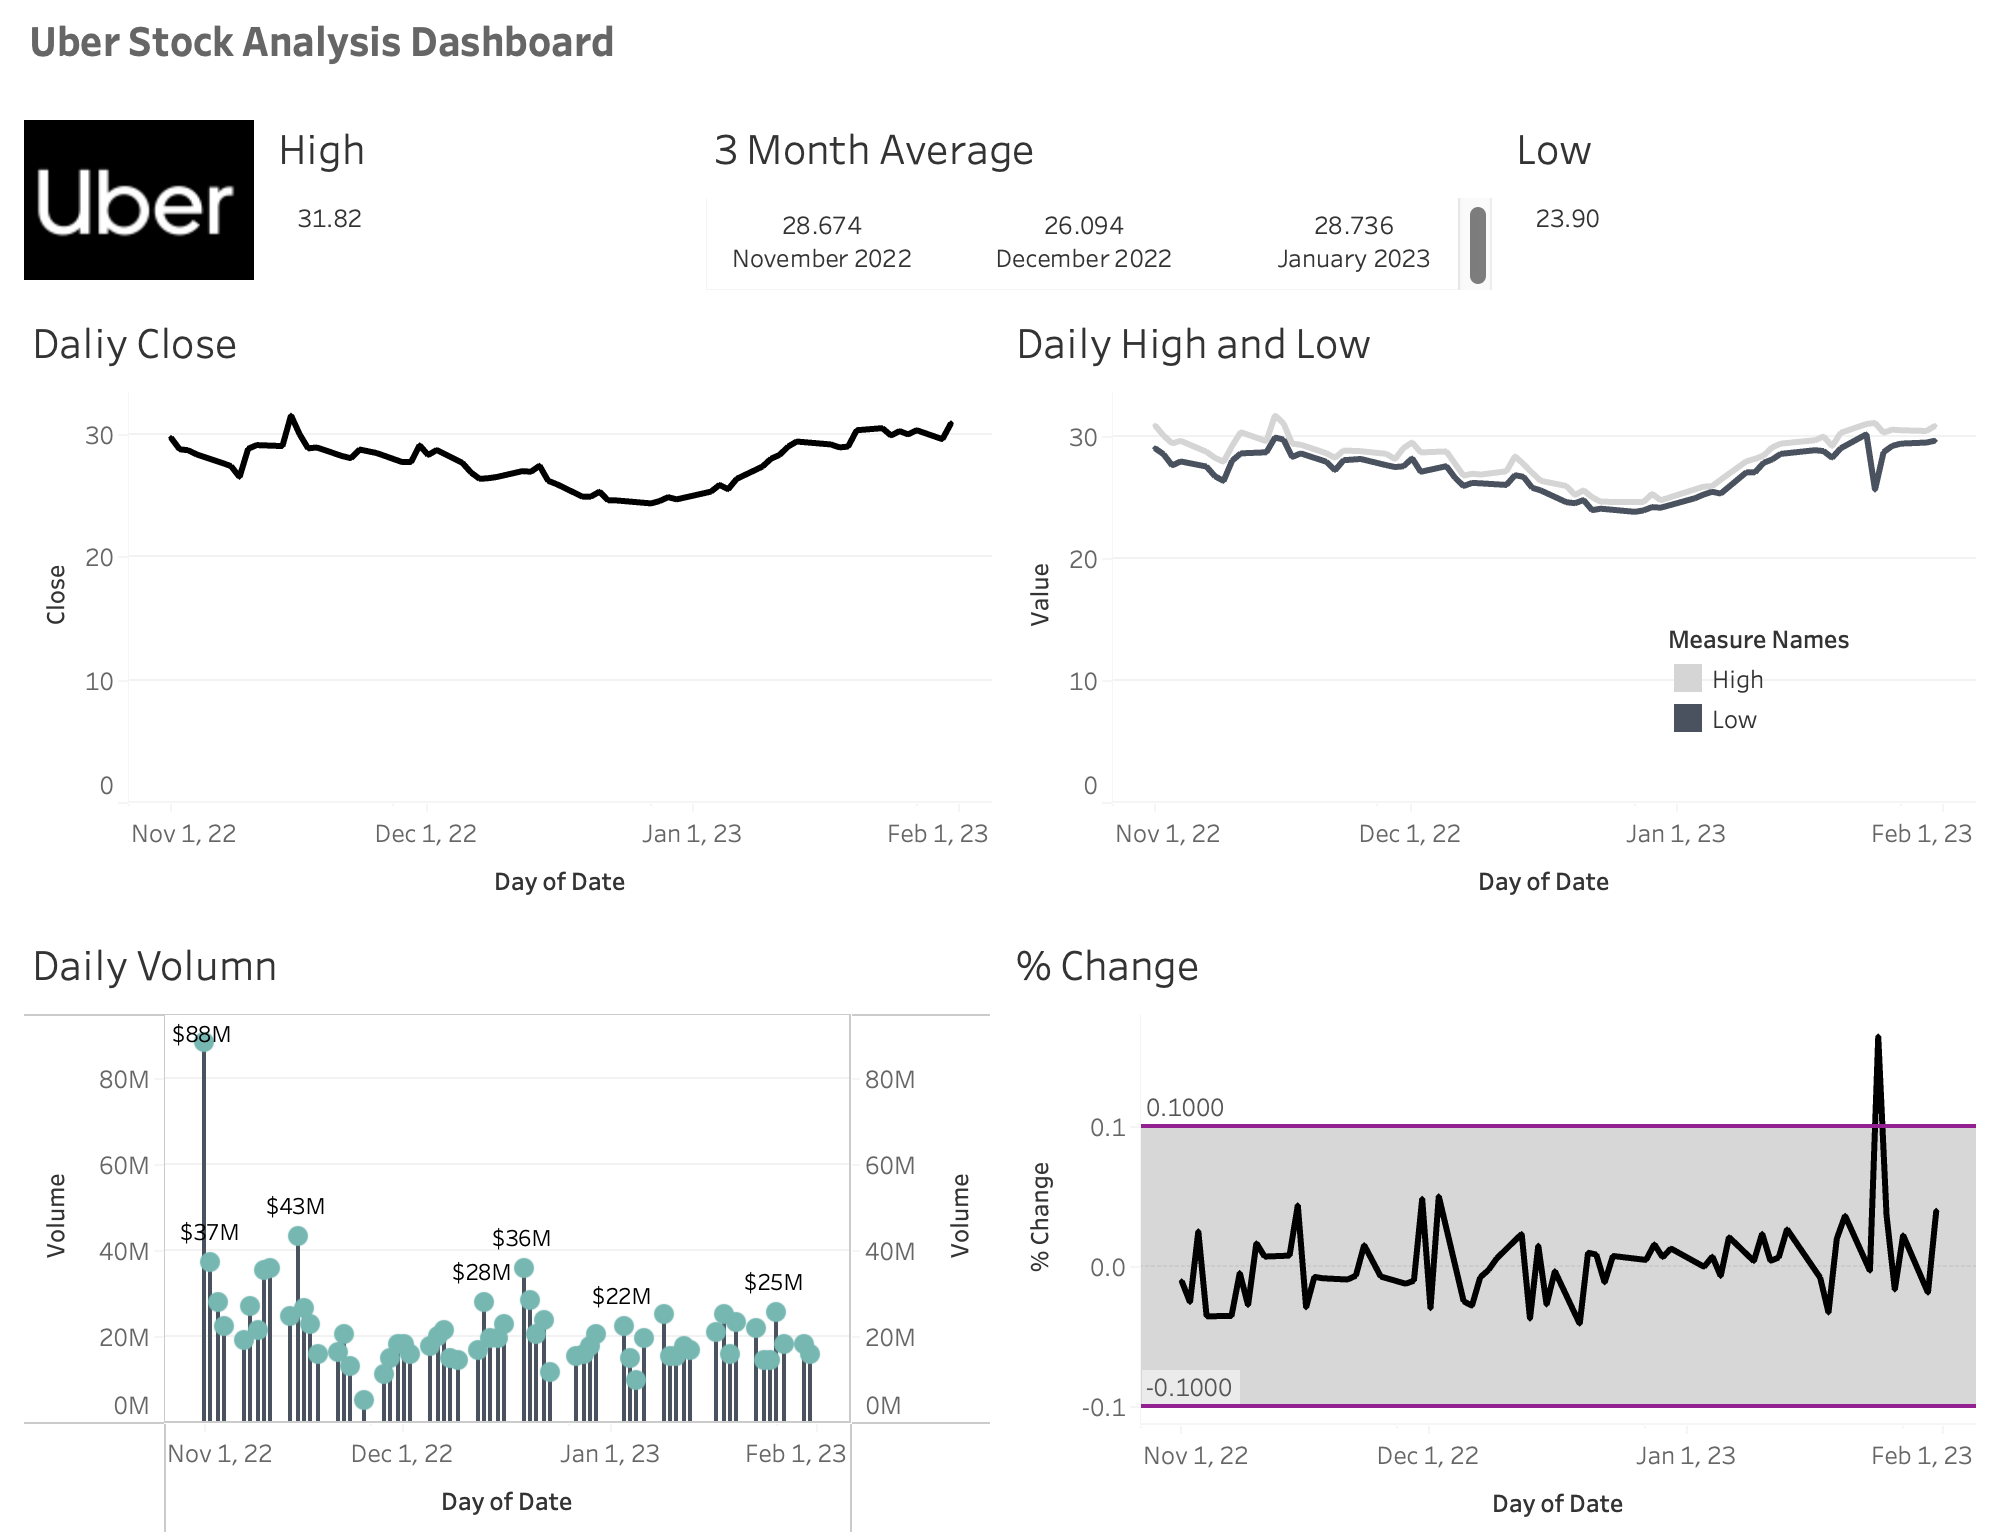 Uber Stock Analysis Dashboard
Uber
High
31.82
3 Month Average
28.674 26.094 28.736
November 2022 December 2022 January 2023
Low
23.90
Daliy Close
30
20
10
0
Close
Nov 1, 22 Dec 1, 22 Jan 1, 23 Feb 1, 23
Day of Date
Daily High and Low
30
20
10
0
Value
Measure Names
High
Low
Nov 1, 22 Dec 1, 22 Jan 1, 23 Feb 1, 23
Day of Date
Daily Volumn
$88M
80M 80M
60M 60M
$43M
$37M
$36M
40M 40M
$28M
$25M
$22M
20M 20M
0M 0M
Volume
Volume
Nov 1, 22 Dec 1, 22 Jan 1, 23 Feb 1, 23
Day of Date
% Change
0.1000
0.1
0.0
-0.1000
-0.1
% Change
Nov 1, 22 Dec 1, 22 Jan 1, 23 Feb 1, 23
Day of Date